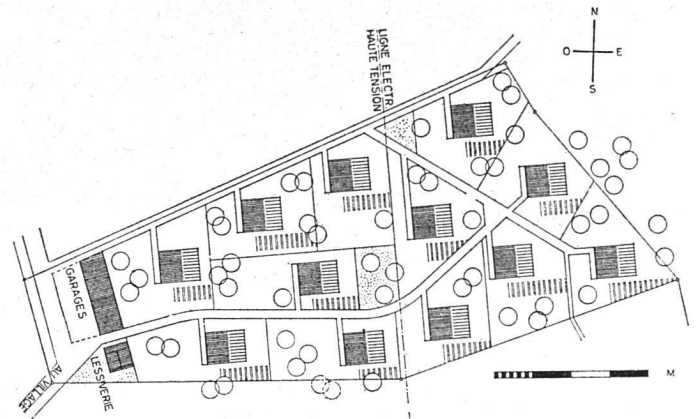 N
O
E
S
LIGNE ELECTR.
HAUTE TENSION
GARAGES
LESSIVERIE
AU VILLAGE
M